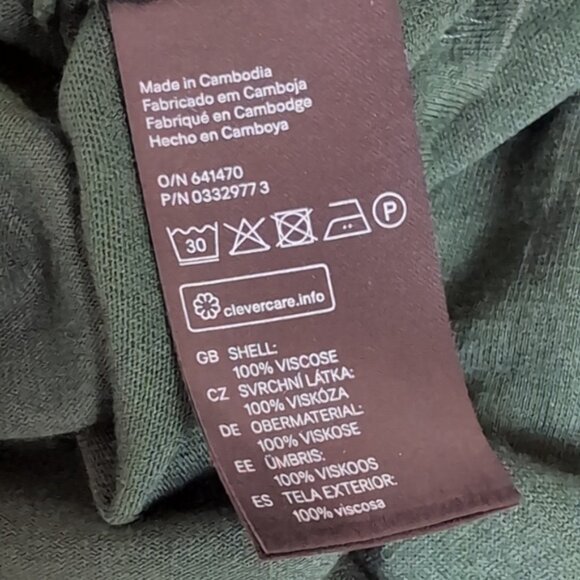 Made in Cambodia
Fabricado em Camboja
Fabriqué en Cambodge
Hecho en Camboya
O/N 641470
P/N 0332977 3
30 P
clevercare.info
GB SHELL:
100% VISCOSE
CZ SVRCHNÍ LÁTKA:
100% VISKÓZA
DE OBERMATERIAL:
100% VISKOSE
EE ÜMBRIS:
100% VISKOOS
ES TELA EXTERIOR:
100% viscosa